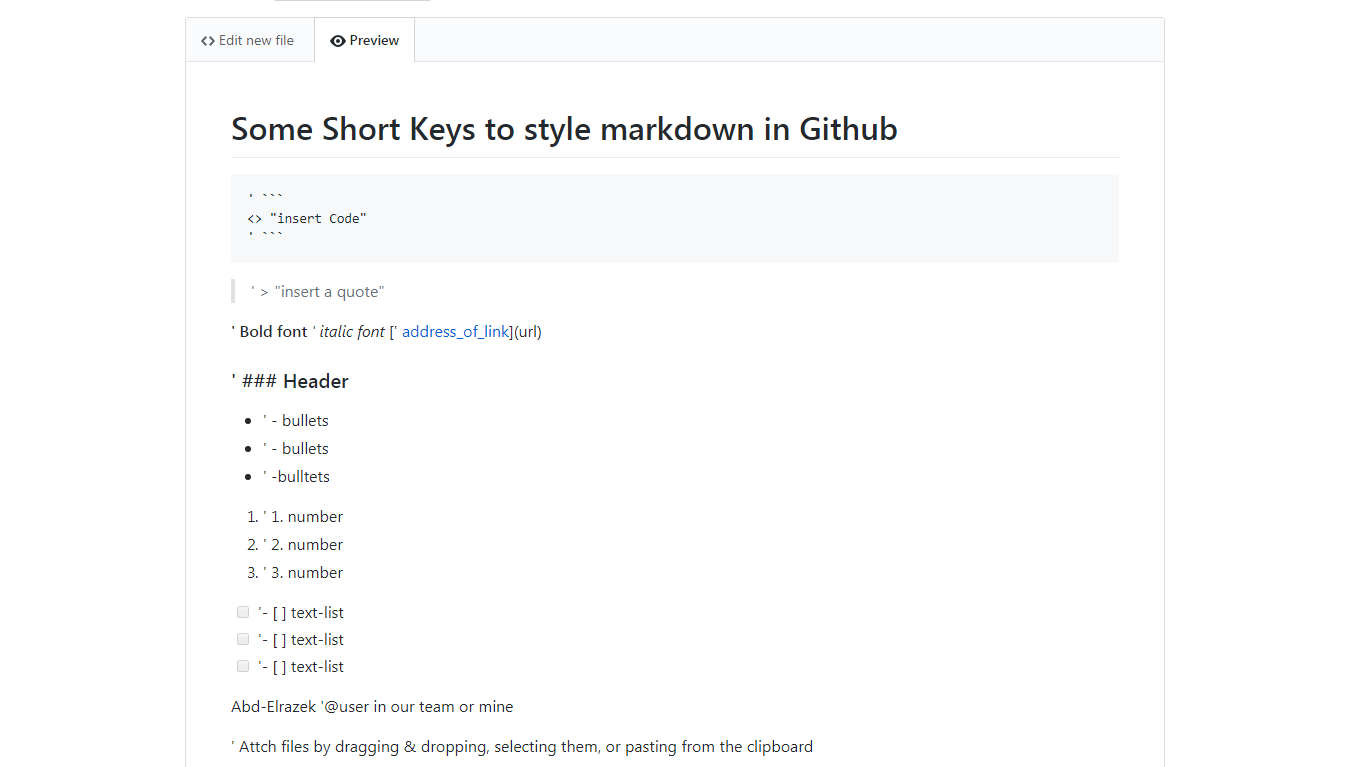 <> Edit new file
Preview
Some Short Keys to style markdown in Github
' ```
<> "insert Code"
' ```
' > "insert a quote"
' Bold font ' italic font [' address_of_link](url)
' ### Header
' - bullets
' - bullets
' -bulltets
1. ' 1. number
2. ' 2. number
3. ' 3. number
'- [ ] text-list
'- [ ] text-list
'- [ ] text-list
Abd-Elrazek '@user in our team or mine
' Attch files by dragging & dropping, selecting them, or pasting from the clipboard